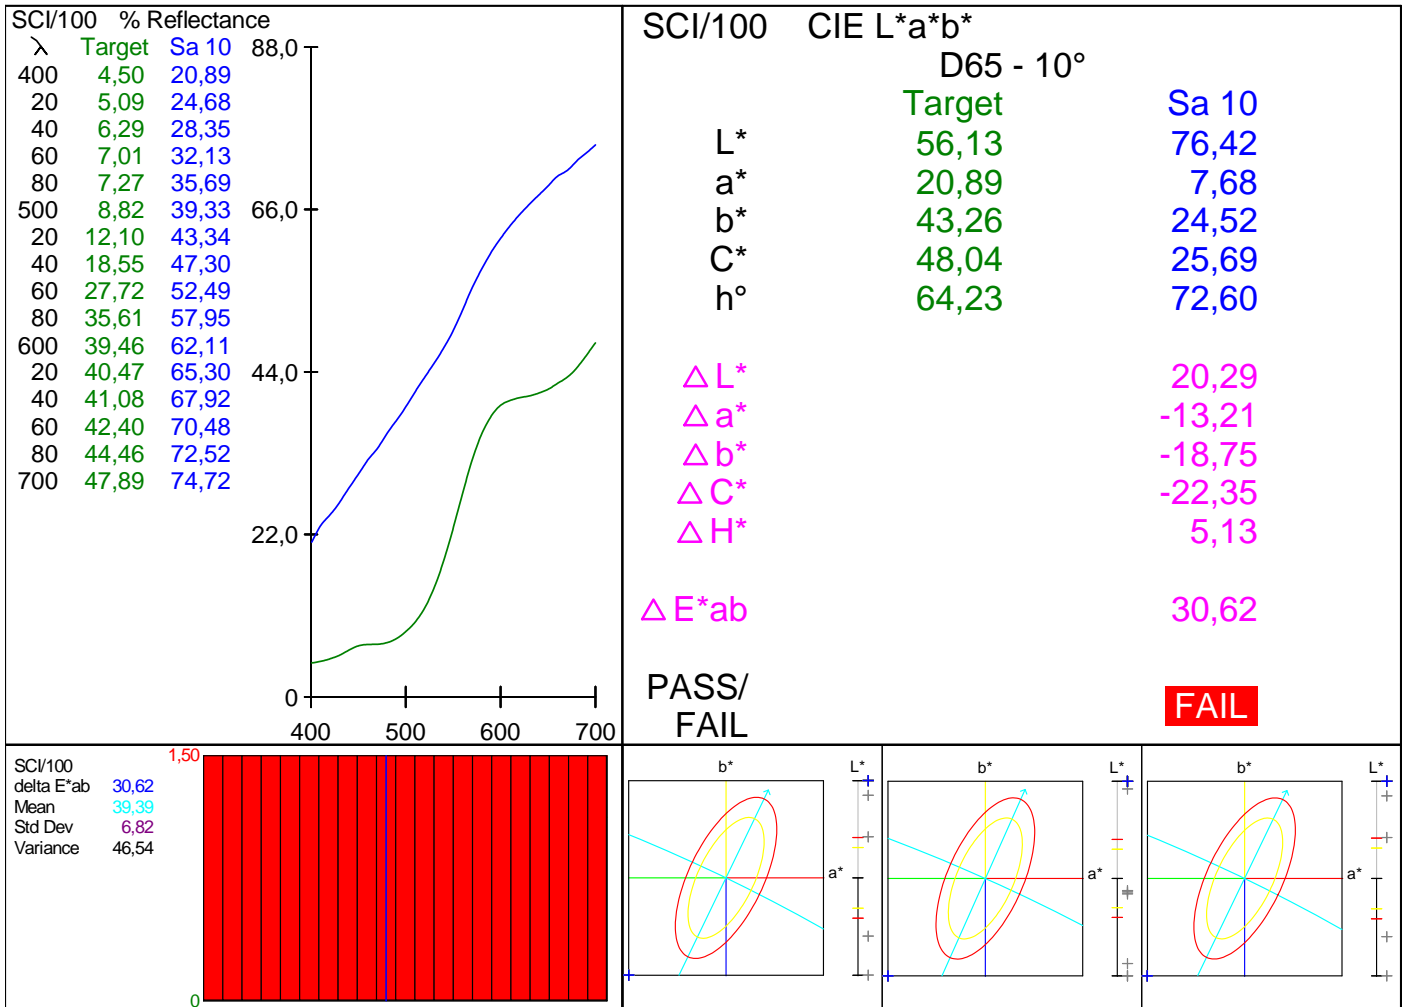 SCI/100 % Reflectance
λ Target Sa 10
400 4,50 20,89
20 5,09 24,68
40 6,29 28,35
60 7,01 32,13
80 7,27 35,69
500 8,82 39,33
20 12,10 43,34
40 18,55 47,30
60 27,72 52,49
80 35,61 57,95
600 39,46 62,11
20 40,47 65,30
40 41,08 67,92
60 42,40 70,48
80 44,46 72,52
700 47,89 74,72
88,0
66,0
44,0
22,0
0
400 500 600 700
SCI/100 CIE L*a*b*
D65 - 10°
Target Sa 10
L* 56,13 76,42
a* 20,89 7,68
b* 43,26 24,52
C* 48,04 25,69
h° 64,23 72,60
△ L* 20,29
△ a* -13,21
△ b* -18,75
△ C* -22,35
△ H* 5,13
△ E*ab 30,62
PASS/
FAIL
FAIL
SCI/100
delta E*ab 30,62
Mean 39,39
Std Dev 6,82
Variance 46,54
1,50
0
b* L*
a*
b* L*
a*
b* L*
a*